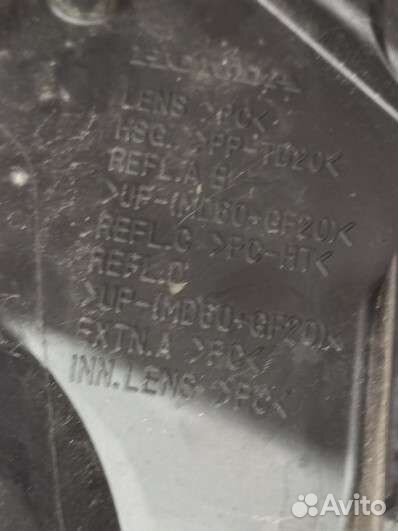 HONDA
LENS >PC<
HSG. >PP-TD20<
REFL.A B
>UP-(MD60+GF20)<
REFL.C >PC-HT<
REFL.D
>UP-(MD60+GF20)<
EXTN.A >PC<
INN.LENS >PC<
Avito